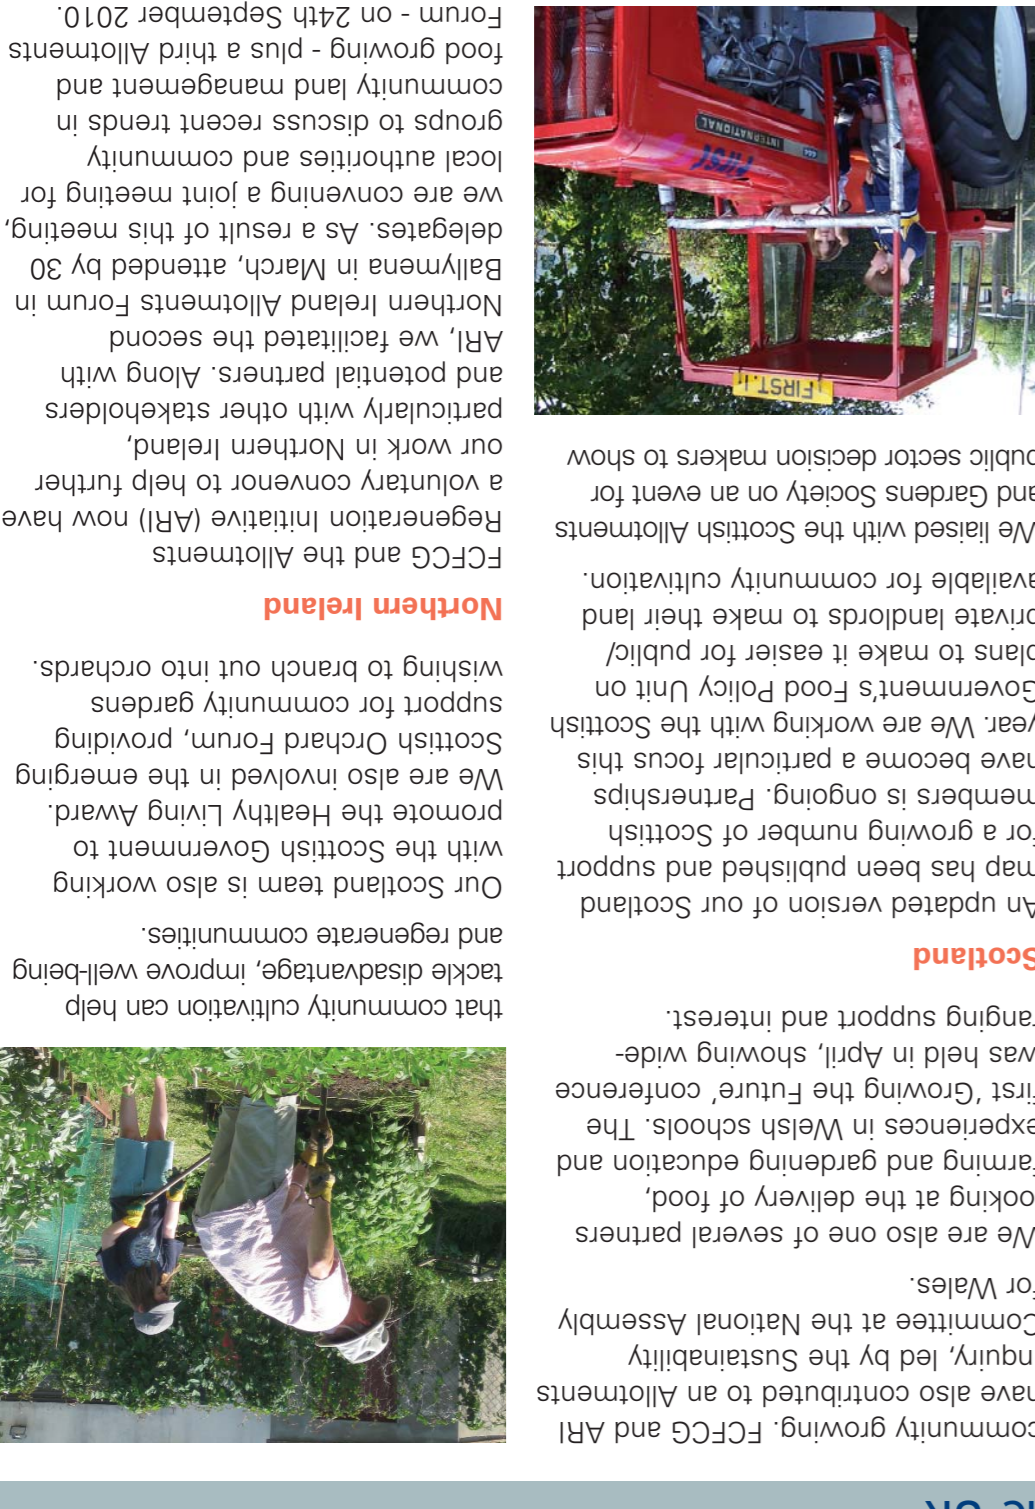 community growing. FCFCG and ARI
have also contributed to an Allotments
inquiry, led by the Sustainability
Committee at the National Assembly
for Wales.
We are also one of several partners
looking at the delivery of food,
farming and gardening education and
experiences in Welsh schools. The
first ‘Growing the Future’ conference
was held in April, showing wide-
ranging support and interest.
Scotland
An updated version of our Scotland
map has been published and support
for a growing number of Scottish
members is ongoing. Partnerships
have become a particular focus this
year. We are working with the Scottish
Government’s Food Policy Unit on
plans to make it easier for public/
private landlords to make their land
available for community cultivation.
We liaised with the Scottish Allotments
and Gardens Society on an event for
public sector decision makers to show
FIRST.1
FIRST
INTERNATIONAL
that community cultivation can help
tackle disadvantage, improve well-being
and regenerate communities.
Our Scotland team is also working
with the Scottish Government to
promote the Healthy Living Award.
We are also involved in the emerging
Scottish Orchard Forum, providing
support for community gardens
wishing to branch out into orchards.
Northern Ireland
FCFCG and the Allotments
Regeneration Initiative (ARI) now have
a voluntary convenor to help further
our work in Northern Ireland,
particularly with other stakeholders
and potential partners. Along with
ARI, we facilitated the second
Northern Ireland Allotments Forum in
Ballymena in March, attended by 30
delegates. As a result of this meeting,
we are convening a joint meeting for
local authorities and community
groups to discuss recent trends in
community land management and
food growing - plus a third Allotments
Forum - on 24th September 2010.